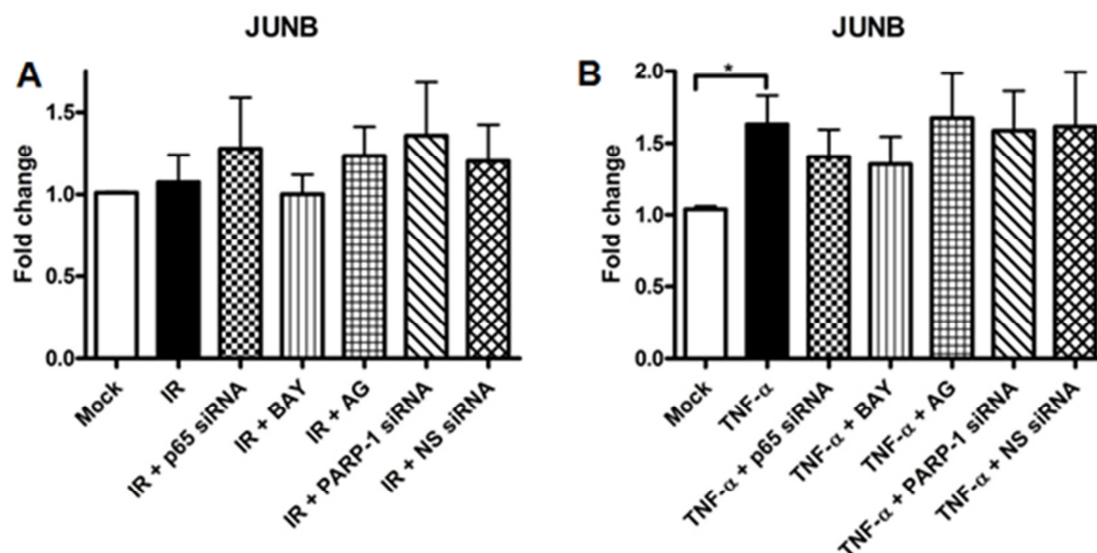 JUNB
A
Fold change
1.5
1.0
0.5
0.0
Mock
IR
IR + p65 siRNA
IR + BAY
IR + AG
IR + PARP-1 siRNA
IR + NS siRNA
JUNB
B
*
Fold change
2.0
1.5
1.0
0.5
0.0
Mock
TNF-α
TNF-α + p65 siRNA
TNF-α + BAY
TNF-α + AG
TNF-α + PARP-1 siRNA
TNF-α + NS siRNA